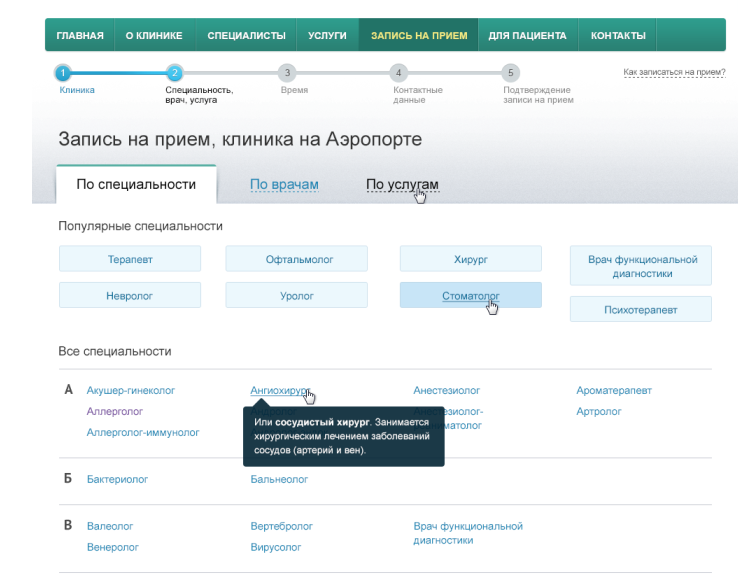 ГЛАВНАЯ О КЛИНИКЕ СПЕЦИАЛИСТЫ УСЛУГИ ЗАПИСЬ НА ПРИЕМ ДЛЯ ПАЦИЕНТА КОНТАКТЫ
1 2 3 4 5
Как записаться на прием?
Клиника Специальность, Время Контактные Подтверждение
врач, услуга данные записи на прием
Запись на прием, клиника на Аэропорте
По специальности По врачам По услугам
Популярные специальности
Терапевт Офтальмолог Хирург Врач функциональной
диагностики
Невролог Уролог Стоматолог
Психотерапевт
Все специальности
А Акушер-гинеколог Ангиохирург Анестезиолог Ароматерапевт
Аллерголог Артролог
Аллерголог-иммунолог
Или сосудистый хирург. Занимается
хирургическим лечением заболеваний
сосудов (артерий и вен).
Б Бактериолог Бальнеолог
В Валеолог Вертебролог Врач функциональной
диагностики
Венеролог Вирусолог